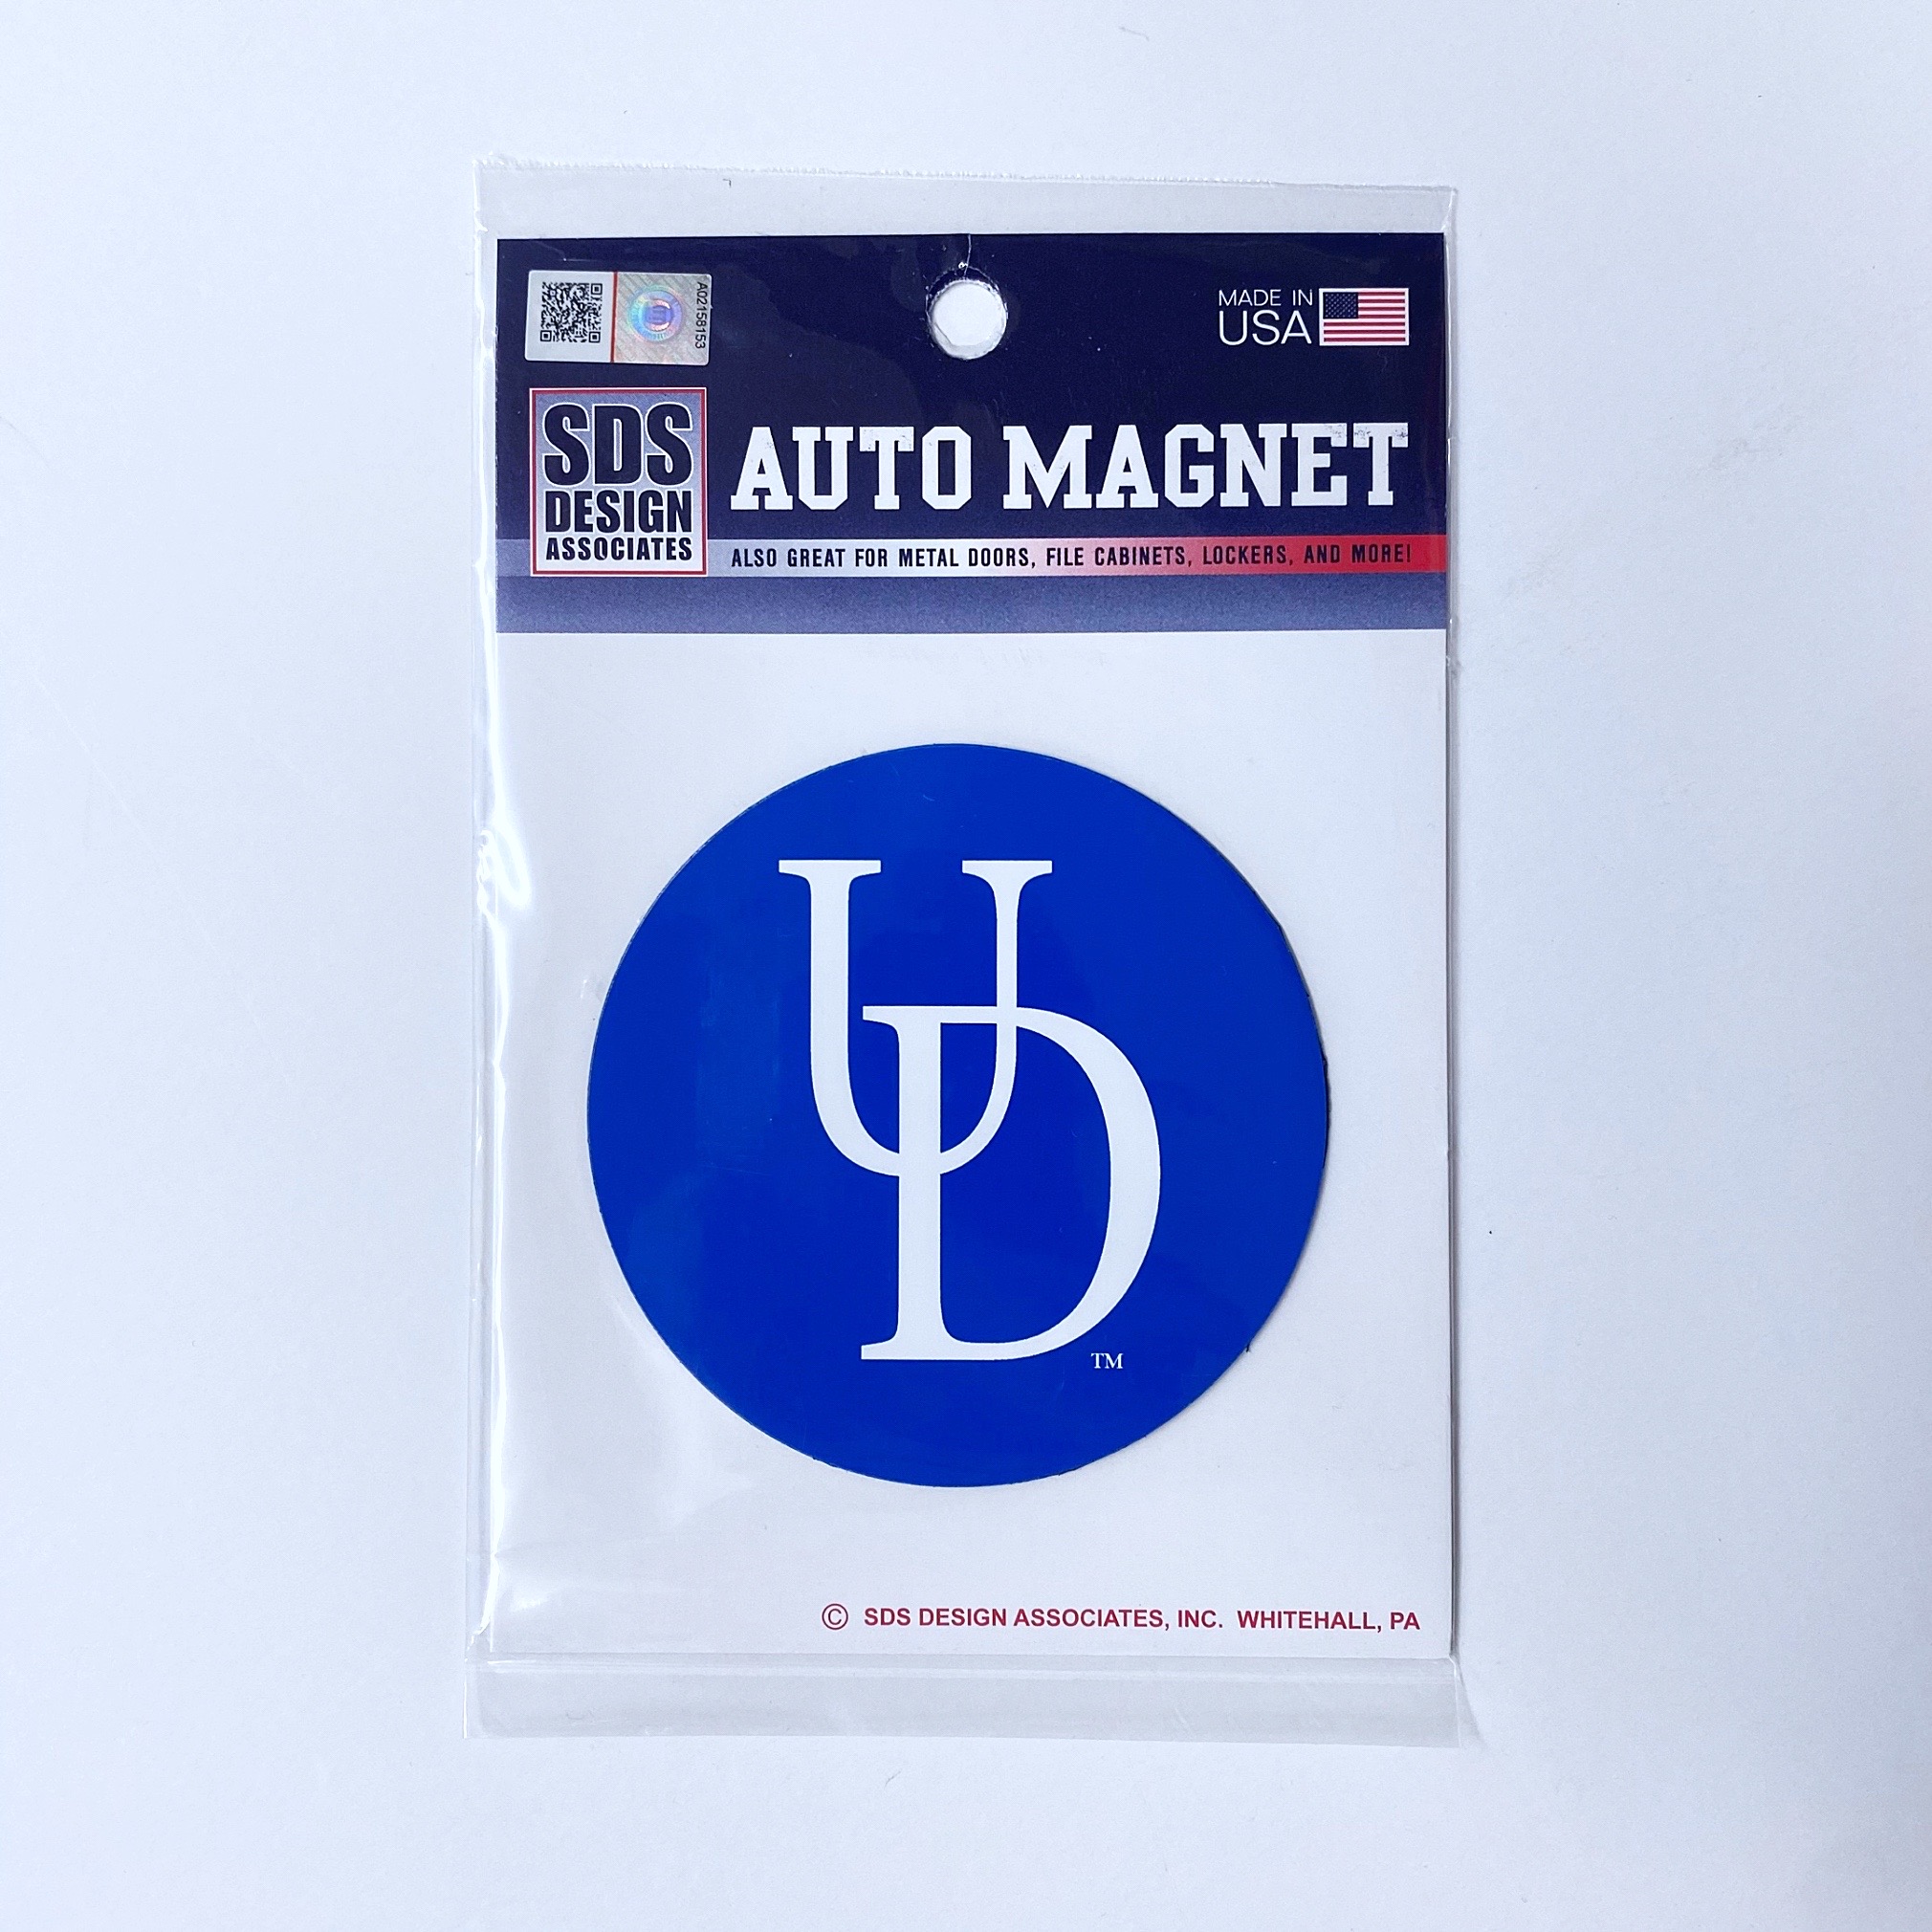 A02158153
MADE IN
USA
SDS
DESIGN
ASSOCIATES
AUTO MAGNET
ALSO GREAT FOR METAL DOORS, FILE CABINETS, LOCKERS, AND MORE!
UD
TM
© SDS DESIGN ASSOCIATES, INC. WHITEHALL, PA